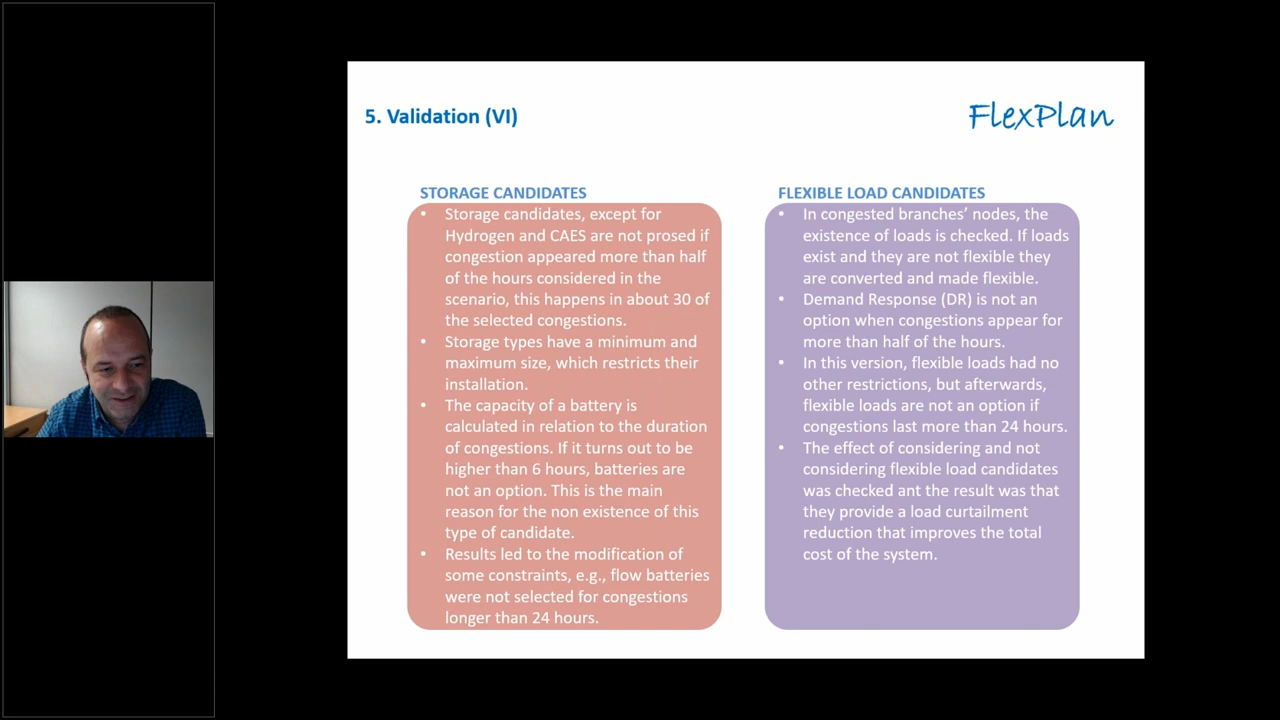 5. Validation (VI)
FlexPlan
STORAGE CANDIDATES
• Storage candidates, except for
Hydrogen and CAES are not prosed if
congestion appeared more than half
of the hours considered in the
scenario, this happens in about 30 of
the selected congestions.
• Storage types have a minimum and
maximum size, which restricts their
installation.
• The capacity of a battery is
calculated in relation to the duration
of congestions. If it turns out to be
higher than 6 hours, batteries are
not an option. This is the main
reason for the non existence of this
type of candidate.
• Results led to the modification of
some constraints, e.g., flow batteries
were not selected for congestions
longer than 24 hours.
FLEXIBLE LOAD CANDIDATES
• In congested branches’ nodes, the
existence of loads is checked. If loads
exist and they are not flexible they
are converted and made flexible.
• Demand Response (DR) is not an
option when congestions appear for
more than half of the hours.
• In this version, flexible loads had no
other restrictions, but afterwards,
flexible loads are not an option if
congestions last more than 24 hours.
• The effect of considering and not
considering flexible load candidates
was checked ant the result was that
they provide a load curtailment
reduction that improves the total
cost of the system.